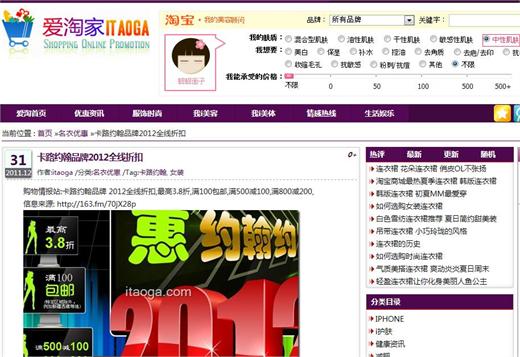 爱淘家ITAOGA
SHOPPING ONLINE PROMOTION
淘宝·我的美容顾问
品牌： 所有品牌 关键字：
我的肤质： 混合型肌肤 油性肌肤 干性肌肤 敏感性肌肤 中性肌肤
我想要： 美白 保湿 补水 控油 去角质 去疤/去印 去
收缩毛孔 我敏感 粉刺/祛痘 其他 不限
我能承受的价格：
不限 0 50 100 500 500以上
爱淘首页 优惠资讯 服饰时尚 我i美容 我i美体 情感热线 生活娱乐
当前位置：首页 »名衣优惠 »卡路约翰品牌2012全线折扣
31
2011.12
卡路约翰品牌2012全线折扣
0+
作者:itaoga /分类:名衣优惠 /Tag:卡路约翰, 女装
购物情报站:卡路约翰品牌 2012全线折扣,最高3.8折,满100包邮,满500减100,满800减200,
信息来源: http://163.fm/70jX28p
最高
3.8折
满100
包邮
满500减100
惠
约翰约
itaoga.com
2012
热评 最新 更新 随机
连衣裙 花朵连衣裙 俏皮OL不张扬
淘宝商城最热夏季连衣裙 韩版连衣裙
韩版连衣裙 初夏MM最爱穿
如何选购女装连衣裙
白色雪纺连衣裙推荐 夏日简约甜美装
吊带连衣裙 小巧玲珑的风格
连衣裙的历史
如何选购时尚连衣裙
气质美搭连衣裙 爽动炎炎夏日周末
轻盈连衣裙让你化身美丽人鱼公主
分类目录
IPHONE
i护肤
健康资讯
减肥